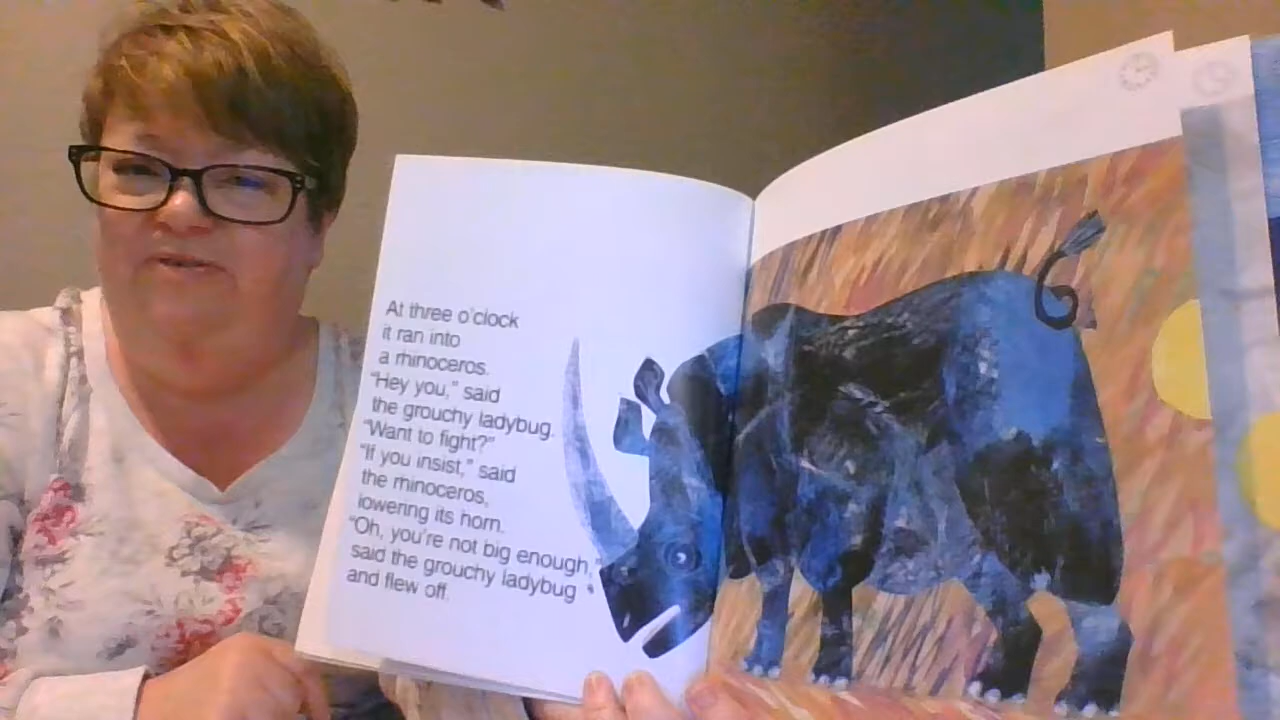 At three o'clock
it ran into
a rhinoceros.
"Hey you," said
the grouchy ladybug.
"Want to fight?"
"If you insist," said
the rhinoceros,
lowering its horn.
"Oh, you're not big enough,"
said the grouchy ladybug
and flew off.